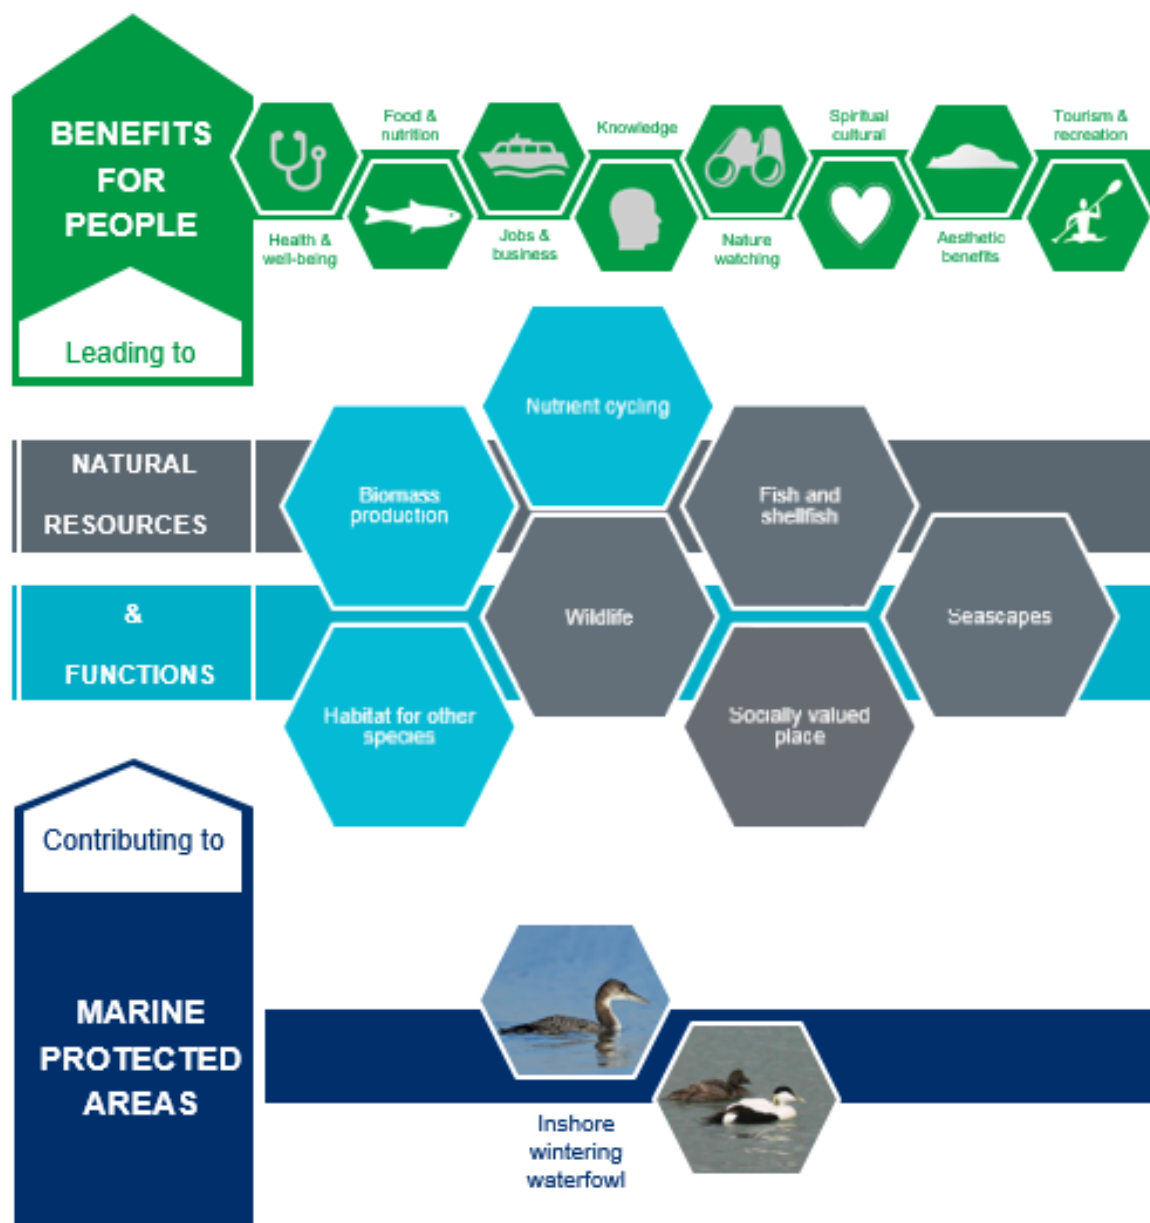 BENEFITS
FOR
PEOPLE
Leading to
Health &
well-being
Food &
nutrition
Jobs &
business
Knowledge
Nature
watching
Spiritual
cultural
Aesthetic
benefits
Tourism &
recreation
NATURAL
RESOURCES
&
FUNCTIONS
Nutrient cycling
Biomass
production
Fish and
shellfish
Wildlife
Seascapes
Habitat for other
species
Socially valued
place
Contributing to
MARINE
PROTECTED
AREAS
Inshore
wintering
waterfowl